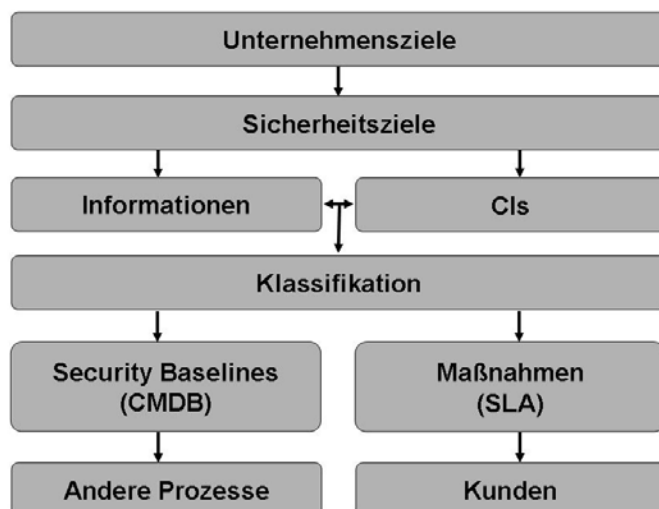 Unternehmensziele
Sicherheitsziele
Informationen
CIs
Klassifikation
Security Baselines
(CMDB)
Maßnahmen
(SLA)
Andere Prozesse
Kunden